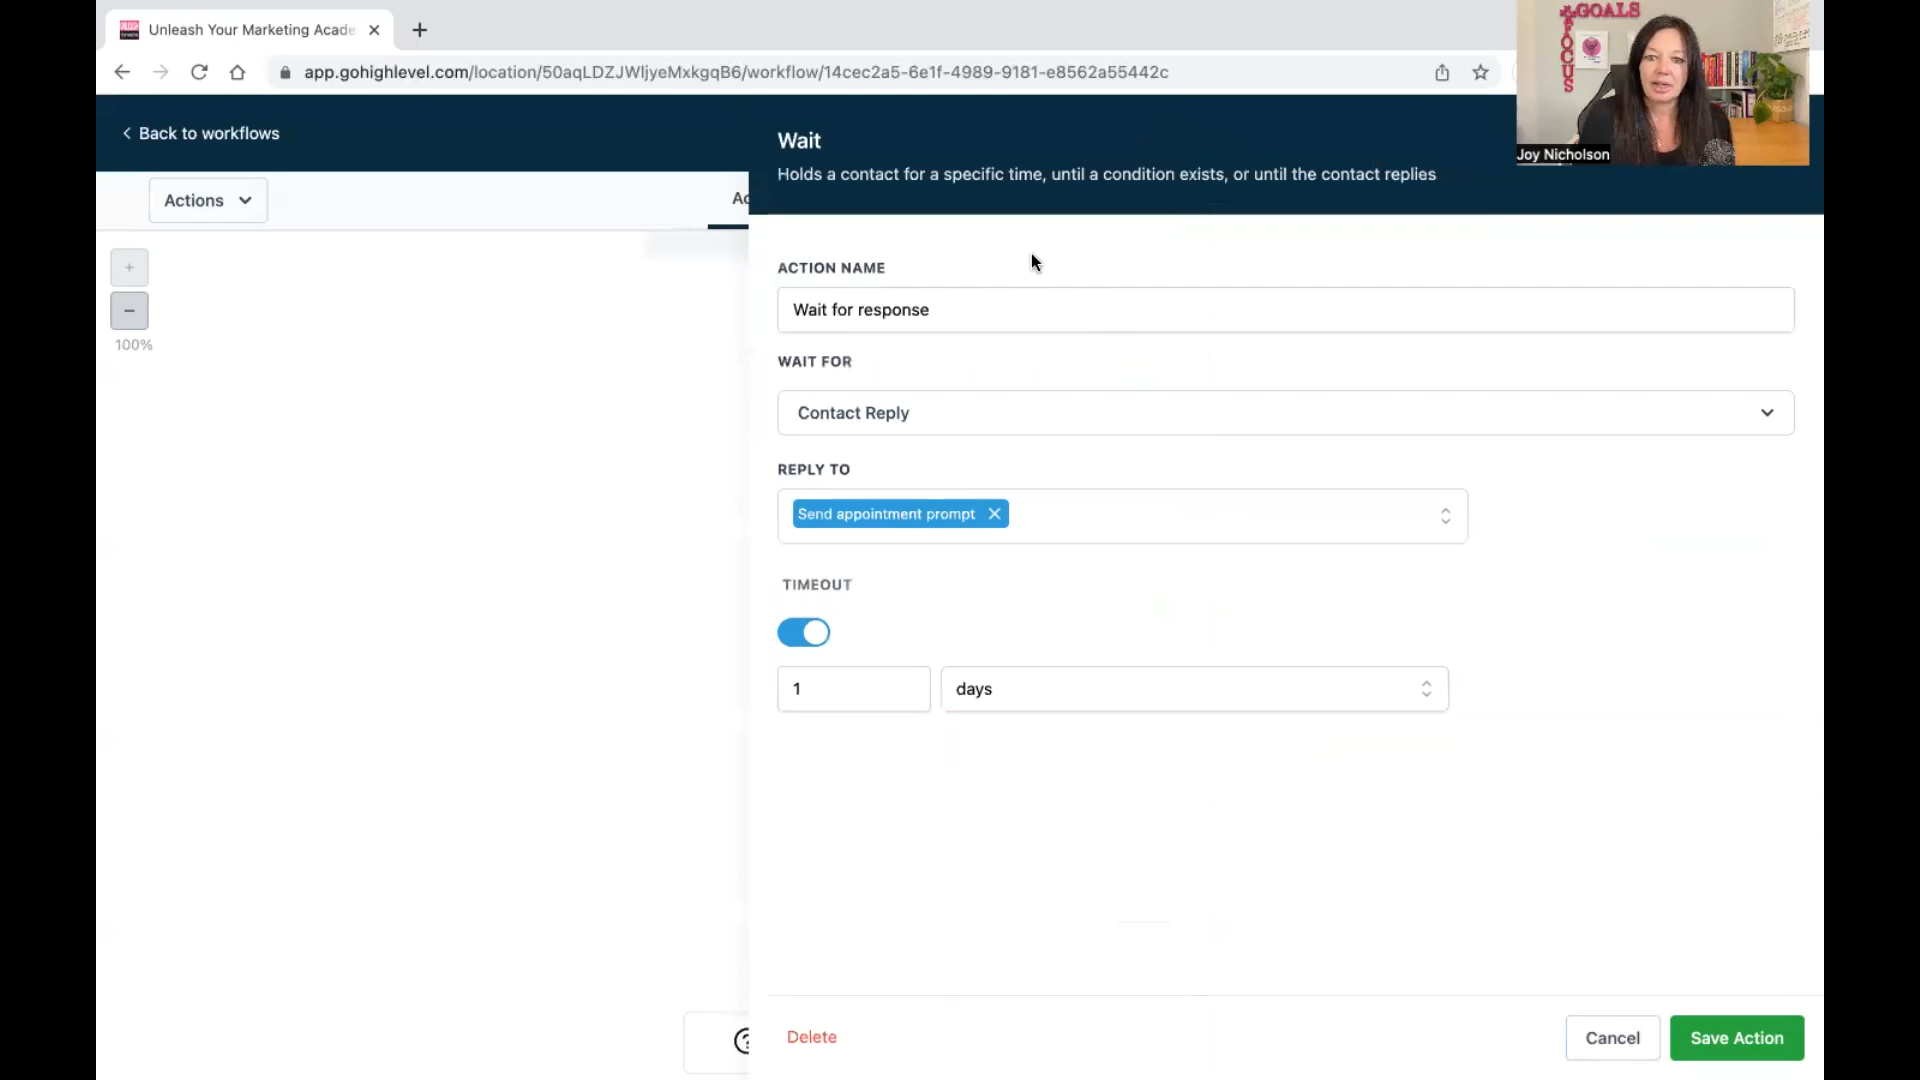 Unleash Your Marketing Acade
app.gohighlevel.com/location/50aqLDZJWljyeMxkgqB6/workflow/14cec2a5-6e1f-4989-9181-e8562a55442c
GOALS
FOCUS
Joy Nicholson
Back to workflows
Wait
Holds a contact for a specific time, until a condition exists, or until the contact replies
Actions
Ac
ACTION NAME
Wait for response
100%
WAIT FOR
Contact Reply
REPLY TO
Send appointment prompt
TIMEOUT
1
days
Delete
Cancel
Save Action